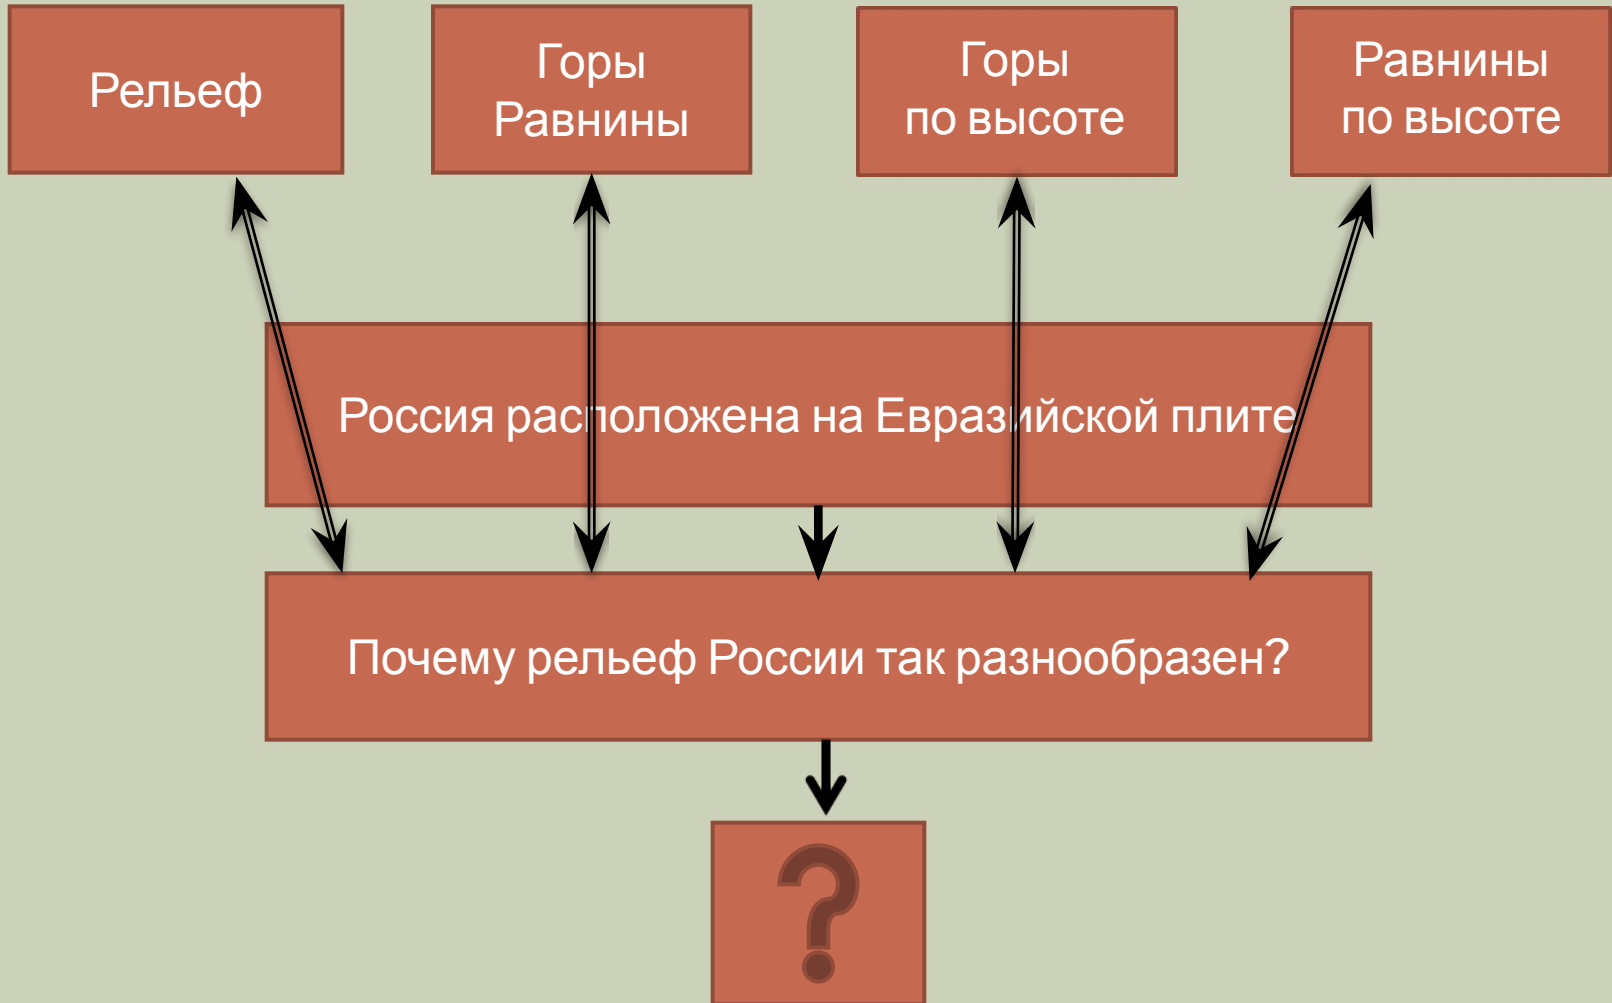 Рельеф
Горы
Равнины
Горы
по высоте
Равнины
по высоте
Россия расположена на Евразийской плите
Почему рельеф России так разнообразен?
?